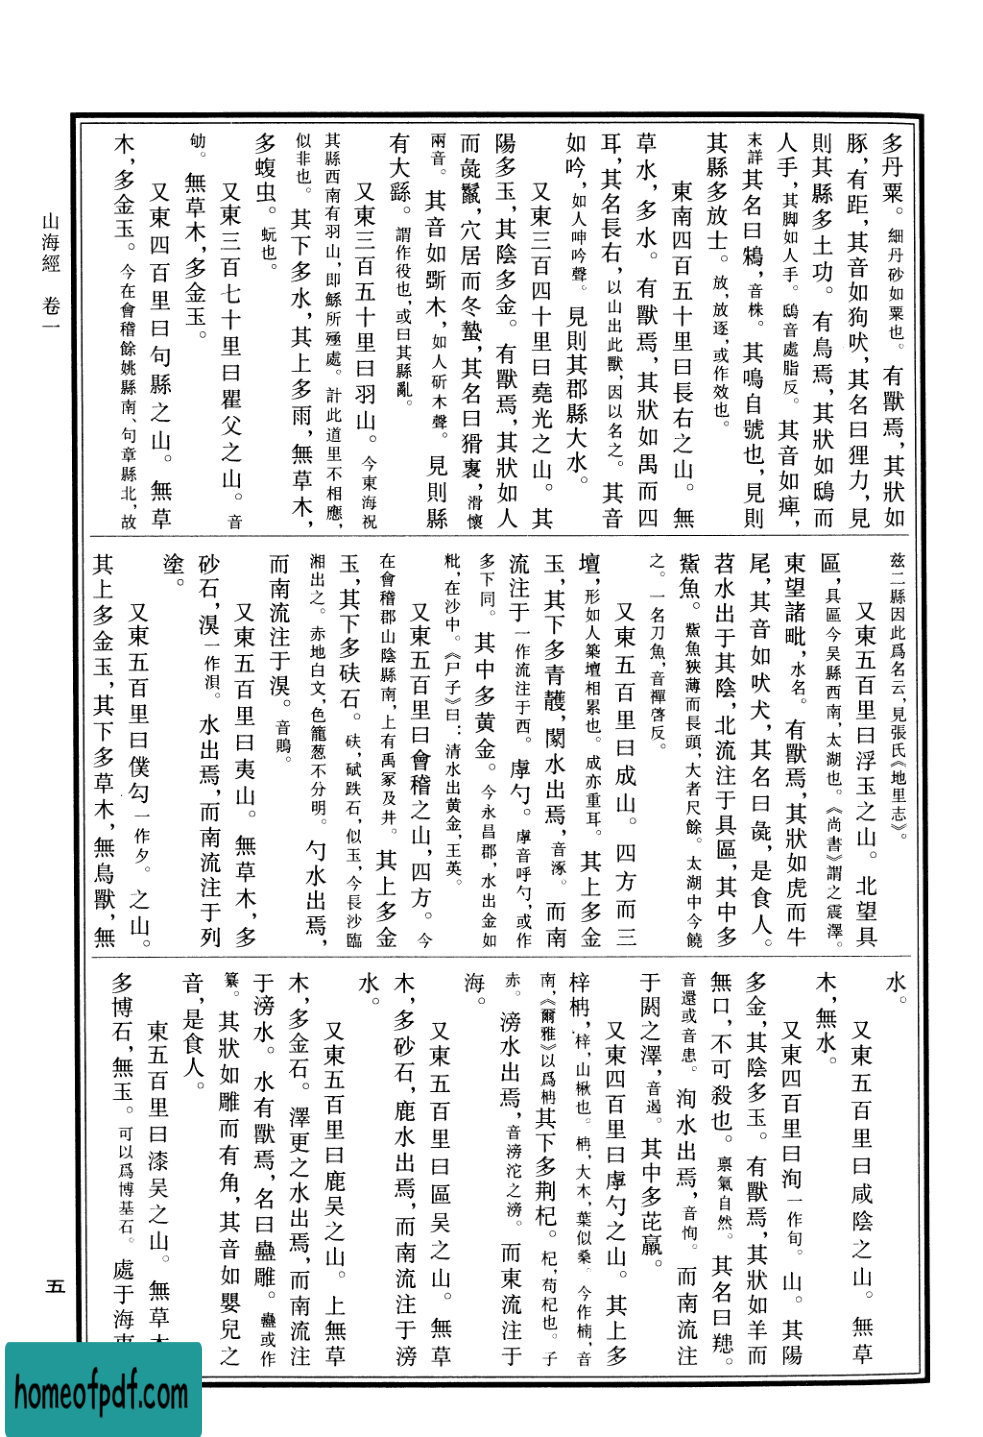 多丹粟。細丹砂如粟也。有獸焉,其狀如
豚,有距,其音如狗吠,其名曰狸力,見
則其縣多土功。有鳥焉,其狀如鴟而
人手,其脚如人手。鴟音處脂反。其音如痺,
末詳其名曰鴸,音株。其鳴自號也,見則
其縣多放士。放,放逐,或作效也。
東南四百五十里曰長右之山。無
草水,多水。有獸焉,其狀如禺而四
耳,其名長右,以山出此獸,因以名之。其音
如吟,如人呻吟聲。見則其郡縣大水。
又東三百四十里曰堯光之山。其
陽多玉,其陰多金。有獸焉,其狀如人
而彘鬣,穴居而冬蟄,其名曰猾褢,滑懷
兩音。其音如斲木,如人斫木聲。見則縣
有大繇。謂作役也,或曰其縣亂。
又東三百五十里曰羽山。今東海祝
其縣西南有羽山,即鯀所殛處。計此道里不相應,
似非也。其下多水,其上多雨,無草木,
多蝮虫。蚖也。
又東三百七十里曰瞿父之山。音
劬。無草木,多金玉。
又東四百里曰句縣之山。無草
木,多金玉。今在會稽餘姚縣南、句章縣北,故
茲二縣因此爲名云,見張氏《地里志》。
又東五百里曰浮玉之山。北望具
區,具區今吴縣西南,太湖也。《尚書》謂之震澤。
東望諸毗,水名。有獸焉,其狀如虎而牛
尾,其音如吠犬,其名曰彘,是食人。
苕水出于其陰,北流注于具區,其中多
鮆魚。鮆魚狹薄而長頭,大者尺餘。太湖中今饒
之。一名刀魚,音禪啓反。
又東五百里曰成山。四方而三
壇,形如人築壇相累也。成亦重耳。其上多金
玉,其下多青雘,閡水出焉,音涿。而南
流注于一作流注于西。虖勺。虖音呼勺,或作
多下同。其中多黄金。今永昌郡,水出金如
粃,在沙中。《尸子》曰:清水出黄金,王英。
又東五百里曰會稽之山,四方。今
在會稽郡山陰縣南,上有禹冢及井。其上多金
玉,其下多砆石。砆,砥砆石,似玉,今長沙臨
湘出之。赤地白文,色籠葱不分明。勺水出焉,
而南流注于湨。音鵙。
又東五百里曰夷山。無草木,多
砂石,湨一作浿。水出焉,而南流注于列
塗。
又東五百里曰僕勾一作夕。之山。
其上多金玉,其下多草木,無鳥獸,無
水。
又東五百里曰咸陰之山。無草
木,無水。
又東四百里曰洵一作旬。山。其陽
多金,其陰多玉。有獸焉,其狀如羊而
無口,不可殺也。禀氣自然。其名曰䍺。
音還或音患。洵水出焉,音恂。而南流注
于閼之澤,音遏。其中多芘蠃。
又東四百里曰虖勺之山。其上多
梓柟,梓,山楸也。柟,大木,葉似桑。今作楠,音
南,《爾雅》以爲柟其下多荆杞。杞,苟杞也。子
赤。滂水出焉,音滂沱之滂。而東流注于
海。
又東五百里曰區吴之山。無草
木,多砂石,鹿水出焉,而南流注于滂
水。
又東五百里曰鹿吴之山。上無草
木,多金石。澤更之水出焉,而南流注
于滂水。水有獸焉,名曰蠱雕。蠱或作
纂。其狀如雕而有角,其音如嬰兒之
音,是食人。
東五百里曰漆吴之山。無草木
多博石,無玉。可以爲博基石。處于海東
山海經 卷一
五
homeofpdf.com